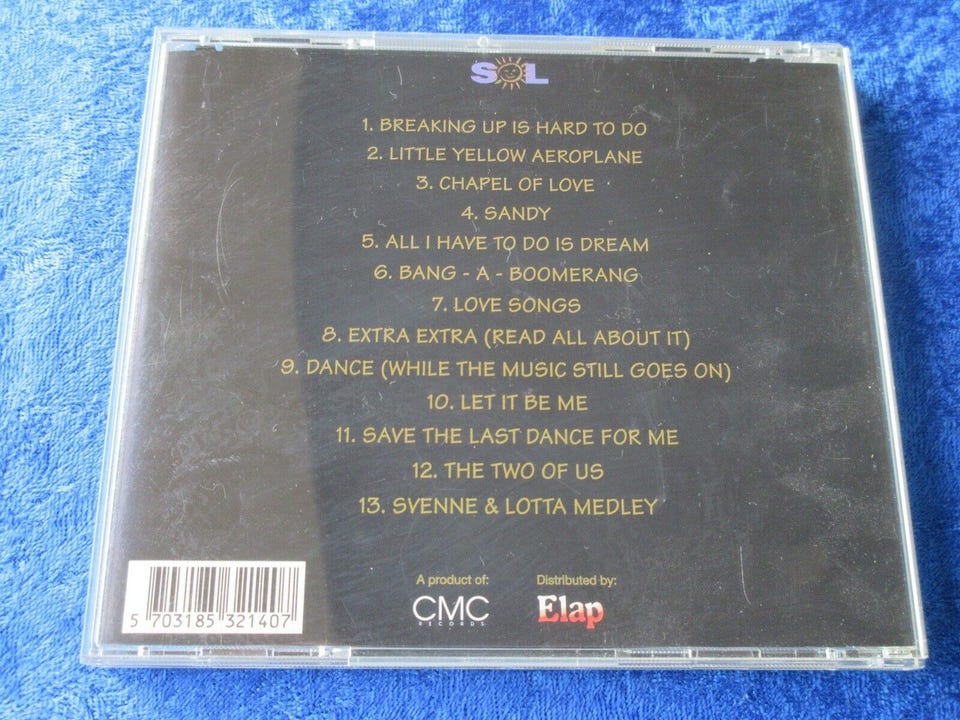 SOL
1. BREAKING UP IS HARD TO DO
2. LITTLE YELLOW AEROPLANE
3. CHAPEL OF LOVE
4. SANDY
5. ALL I HAVE TO DO IS DREAM
6. BANG - A - BOOMERANG
7. LOVE SONGS
8. EXTRA EXTRA (READ ALL ABOUT IT)
9. DANCE (WHILE THE MUSIC STILL GOES ON)
10. LET IT BE ME
11. SAVE THE LAST DANCE FOR ME
12. THE TWO OF US
13. SVENNE & LOTTA MEDLEY
A product of: Distributed by:
CMC Elap
RECORDS
5 703185 321407